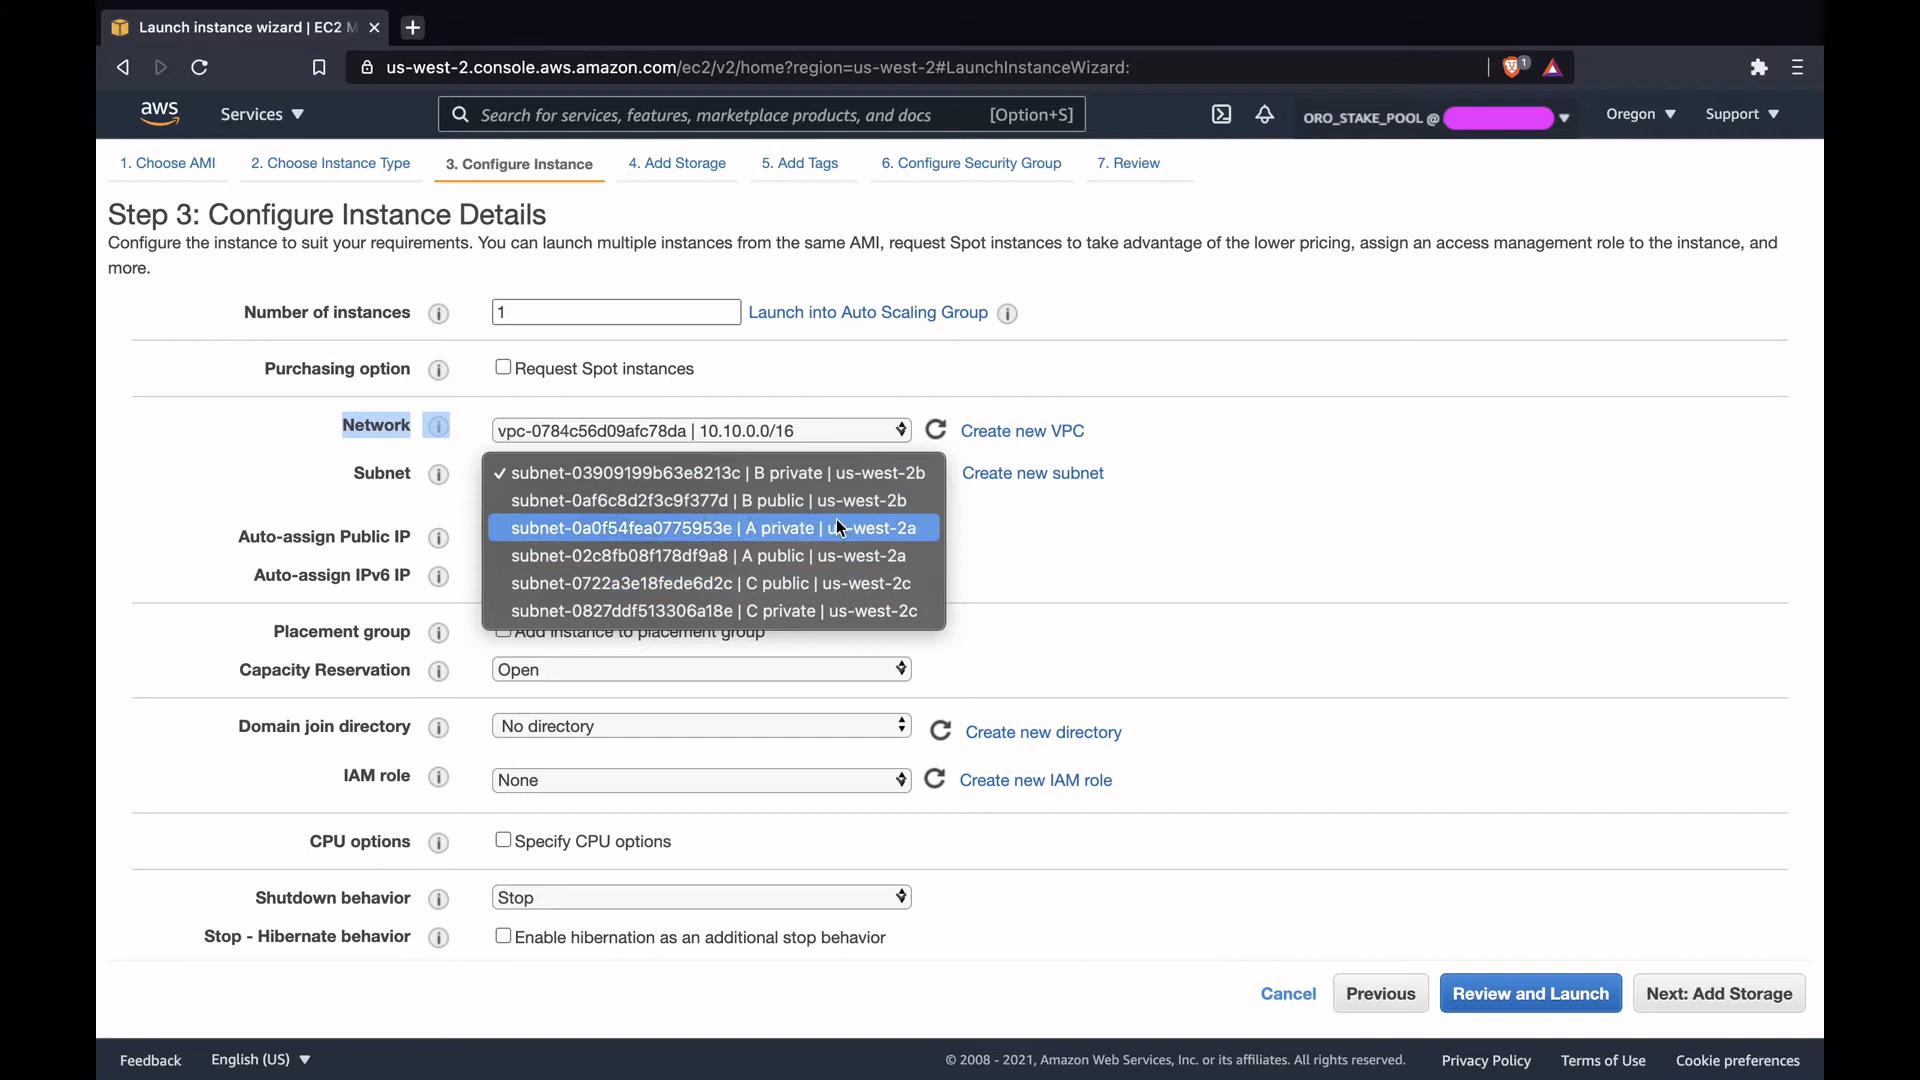 Launch instance wizard | EC2 M
us-west-2.console.aws.amazon.com/ec2/v2/home?region=us-west-2#LaunchInstanceWizard:
1
aws
Services
Search for services, features, marketplace products, and docs [Option+S]
ORO_STAKE_POOL @
Oregon
Support
1. Choose AMI
2. Choose Instance Type
3. Configure Instance
4. Add Storage
5. Add Tags
6. Configure Security Group
7. Review
Step 3: Configure Instance Details
Configure the instance to suit your requirements. You can launch multiple instances from the same AMI, request Spot instances to take advantage of the lower pricing, assign an access management role to the instance, and
more.
Number of instances
1
Launch into Auto Scaling Group
Purchasing option
Request Spot instances
Network
vpc-0784c56d09afc78da | 10.10.0.0/16
Create new VPC
Subnet
✓ subnet-03909199b63e8213c | B private | us-west-2b
Create new subnet
subnet-0af6c8d2f3c9f377d | B public | us-west-2b
subnet-0a0f54fea0775953e | A private | us-west-2a
subnet-02c8fb08f178df9a8 | A public | us-west-2a
subnet-0722a3e18fede6d2c | C public | us-west-2c
subnet-0827ddf513306a18e | C private | us-west-2c
Auto-assign Public IP
Auto-assign IPv6 IP
Placement group
Add instance to placement group
Capacity Reservation
Open
Domain join directory
No directory
Create new directory
IAM role
None
Create new IAM role
CPU options
Specify CPU options
Shutdown behavior
Stop
Stop - Hibernate behavior
Enable hibernation as an additional stop behavior
Cancel
Previous
Review and Launch
Next: Add Storage
Feedback
English (US)
© 2008 - 2021, Amazon Web Services, Inc. or its affiliates. All rights reserved.
Privacy Policy
Terms of Use
Cookie preferences